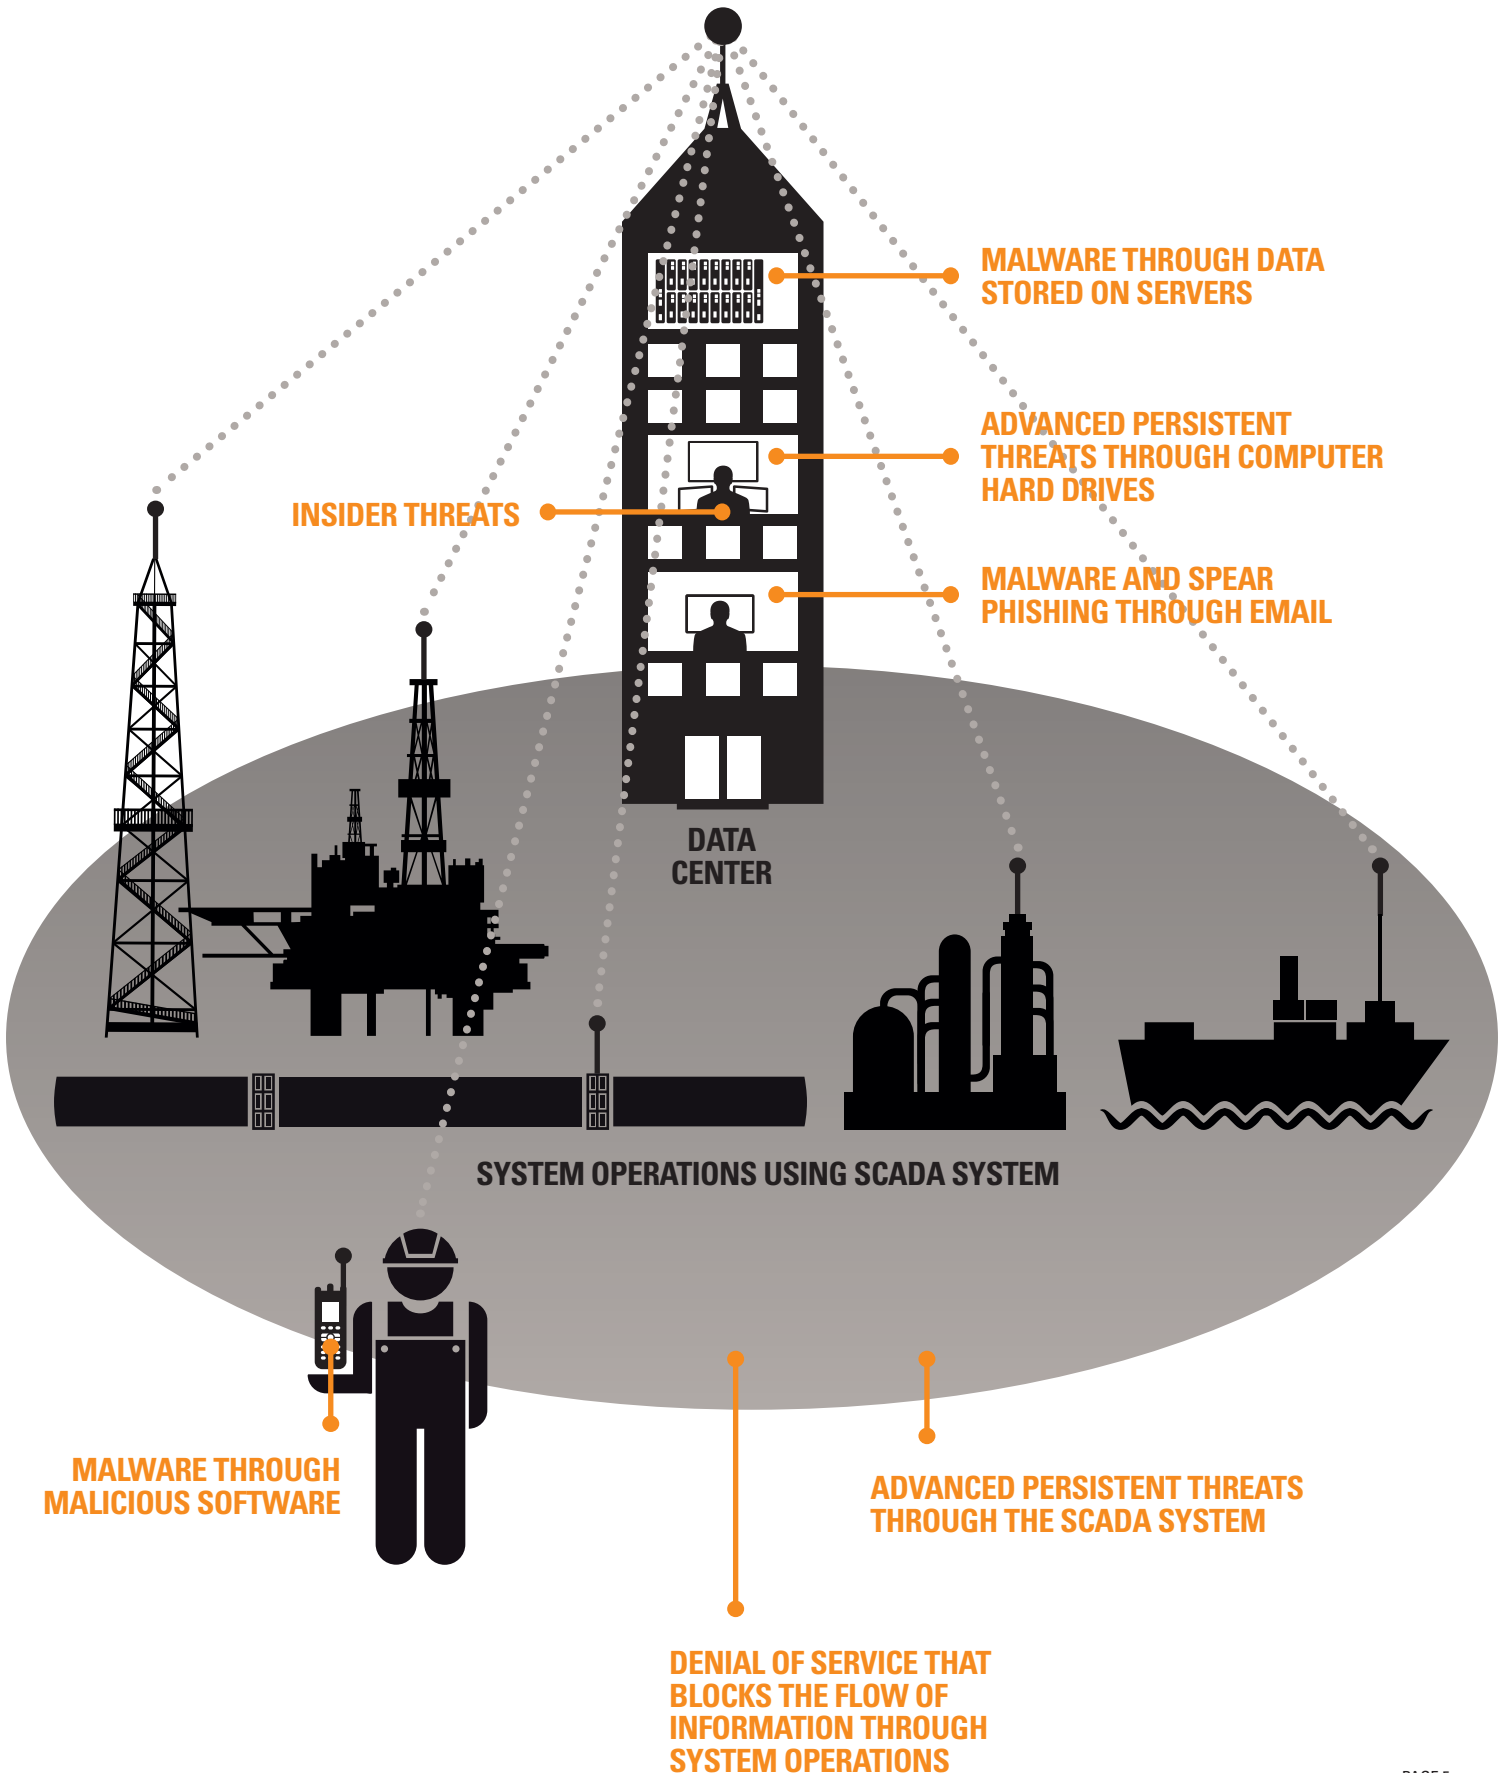 MALWARE THROUGH DATA
STORED ON SERVERS
ADVANCED PERSISTENT
THREATS THROUGH COMPUTER
HARD DRIVES
INSIDER THREATS
MALWARE AND SPEAR
PHISHING THROUGH EMAIL
DATA
CENTER
SYSTEM OPERATIONS USING SCADA SYSTEM
MALWARE THROUGH
MALICIOUS SOFTWARE
ADVANCED PERSISTENT THREATS
THROUGH THE SCADA SYSTEM
DENIAL OF SERVICE THAT
BLOCKS THE FLOW OF
INFORMATION THROUGH
SYSTEM OPERATIONS
PAGE 5